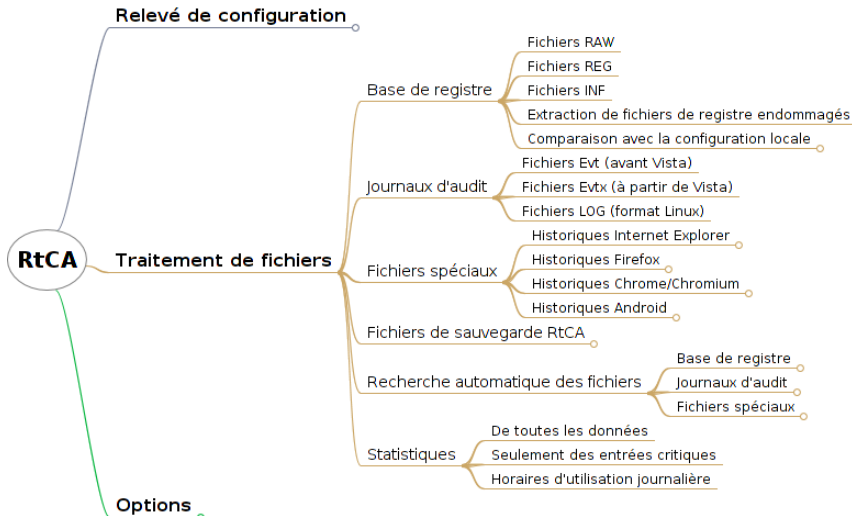 RtCA
Relevé de configuration
Traitement de fichiers
Base de registre
Fichiers RAW
Fichiers REG
Fichiers INF
Extraction de fichiers de registre endommagés
Comparaison avec la configuration locale
Journaux d'audit
Fichiers Evt (avant Vista)
Fichiers Evtx (à partir de Vista)
Fichiers LOG (format Linux)
Fichiers spéciaux
Historiques Internet Explorer
Historiques Firefox
Historiques Chrome/Chromium
Historiques Android
Fichiers de sauvegarde RtCA
Recherche automatique des fichiers
Base de registre
Journaux d'audit
Fichiers spéciaux
Statistiques
De toutes les données
Seulement des entrées critiques
Horaires d'utilisation journalière
Options